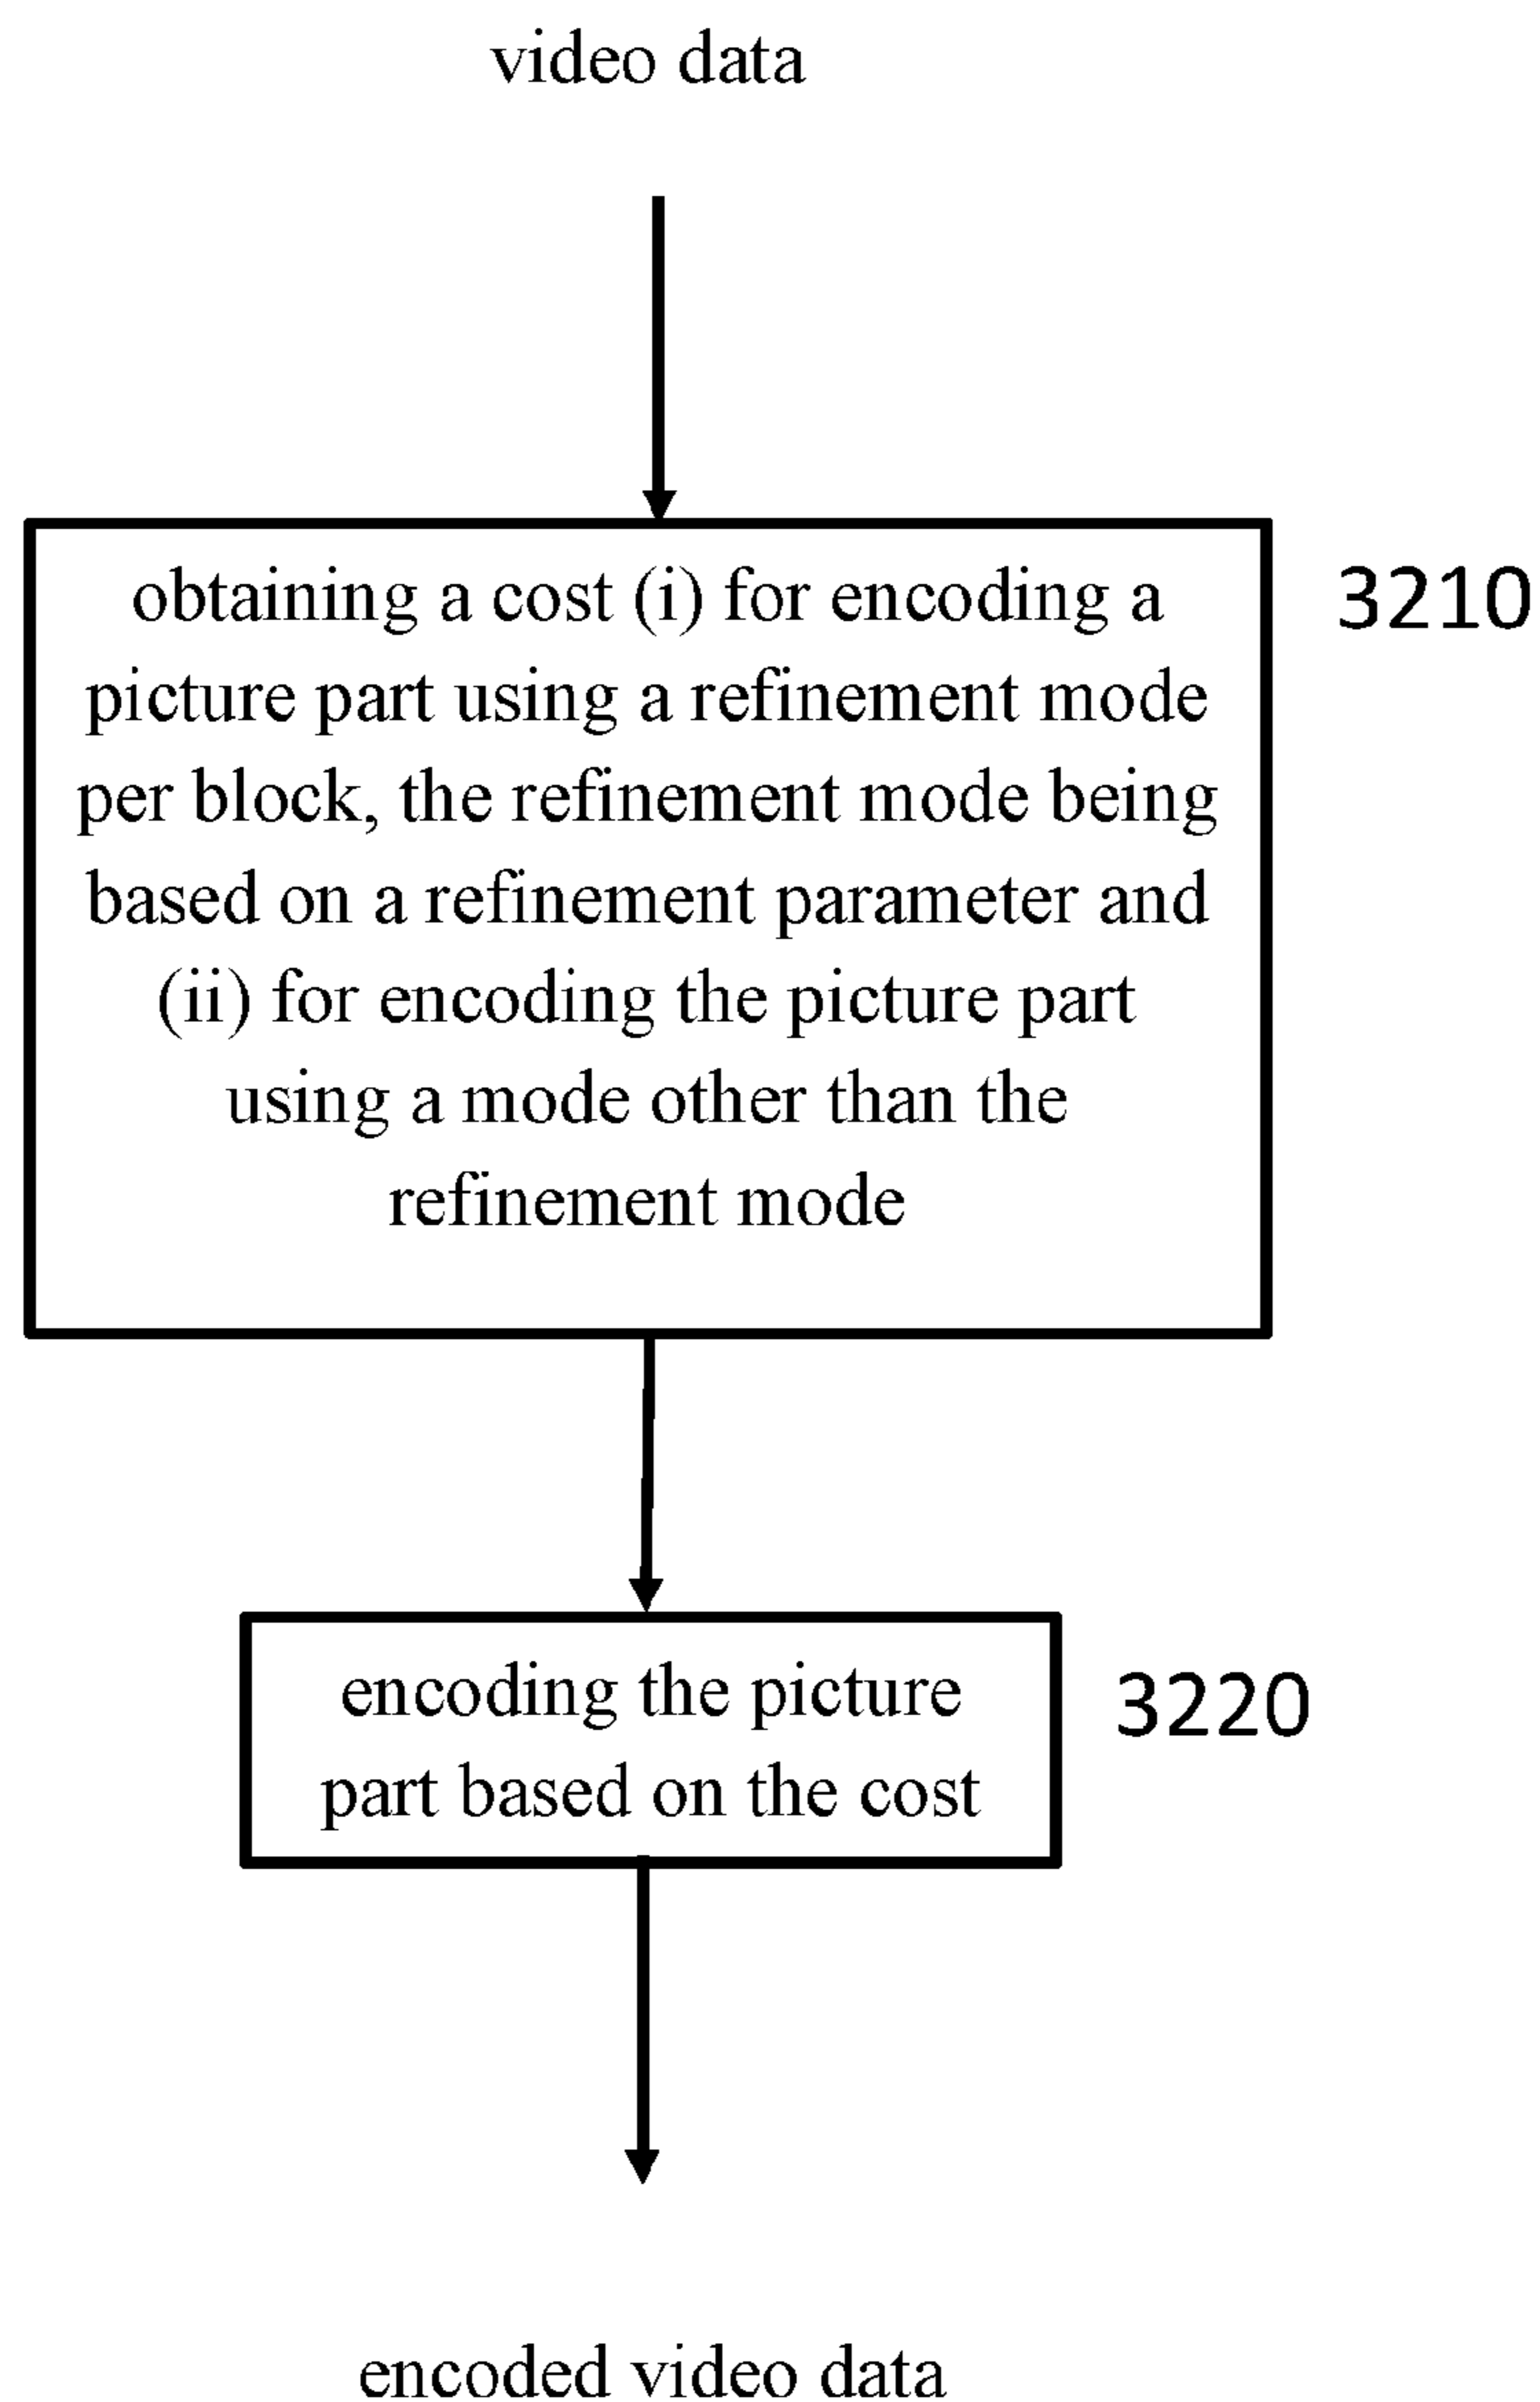 video data
obtaining a cost (i) for encoding a
3210
picture part using a refinement mode
per block, the refinement mode being
based on a refinement parameter and
(ii) for encoding the picture part
using a mode other than the
refinement mode
encoding the picture
3220
part based on the cost
encoded video data